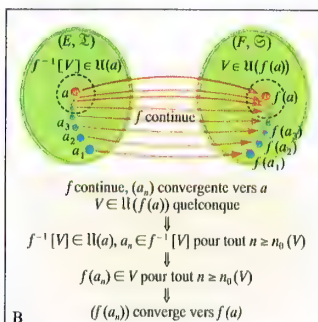 (E, 𝔗)
(F, 𝔖)
f⁻¹[V] ∈ 𝔘(a)
V ∈ 𝔘(f(a))
a
f(a)
f continue
a₃
a₂
a₁
f(a₃)
f(a₂)
f(a₁)
f continue, (aₙ) convergente vers a
V ∈ 𝔘(f(a)) quelconque
⇓
f⁻¹[V] ∈ 𝔘(a), aₙ ∈ f⁻¹[V] pour tout n ≥ n₀(V)
⇓
f(aₙ) ∈ V pour tout n ≥ n₀(V)
⇓
(f(aₙ)) converge vers f(a)
B